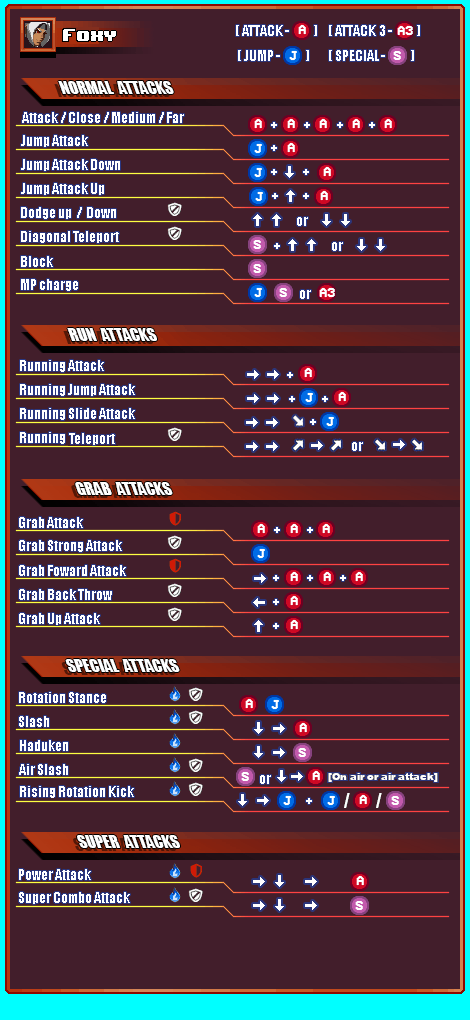 Foxy
[ ATTACK - A ] [ ATTACK 3 - A3 ]
[ JUMP - J ] [ SPECIAL - S ]
NORMAL ATTACKS
Attack / Close / Medium / Far A + A + A + A + A
Jump Attack J + A
Jump Attack Down J + ↓ + A
Jump Attack Up J + ↑ + A
Dodge up / Down ↑ ↑ or ↓ ↓
Diagonal Teleport S + ↑ ↑ or ↓ ↓
Block S
MP charge J S or A3
RUN ATTACKS
Running Attack → → + A
Running Jump Attack → → + J + A
Running Slide Attack → → ↘ + J
Running Teleport → → ↗ → ↗ or ↘ → ↘
GRAB ATTACKS
Grab Attack A + A + A
Grab Strong Attack J
Grab Foward Attack → + A + A + A
Grab Back Throw ← + A
Grab Up Attack ↑ + A
SPECIAL ATTACKS
Rotation Stance A J
Slash ↓ → A
Haduken ↓ → S
Air Slash S or ↓ → A [On air or air attack]
Rising Rotation Kick ↓ → J + J / A / S
SUPER ATTACKS
Power Attack → ↓ → A
Super Combo Attack → ↓ → S